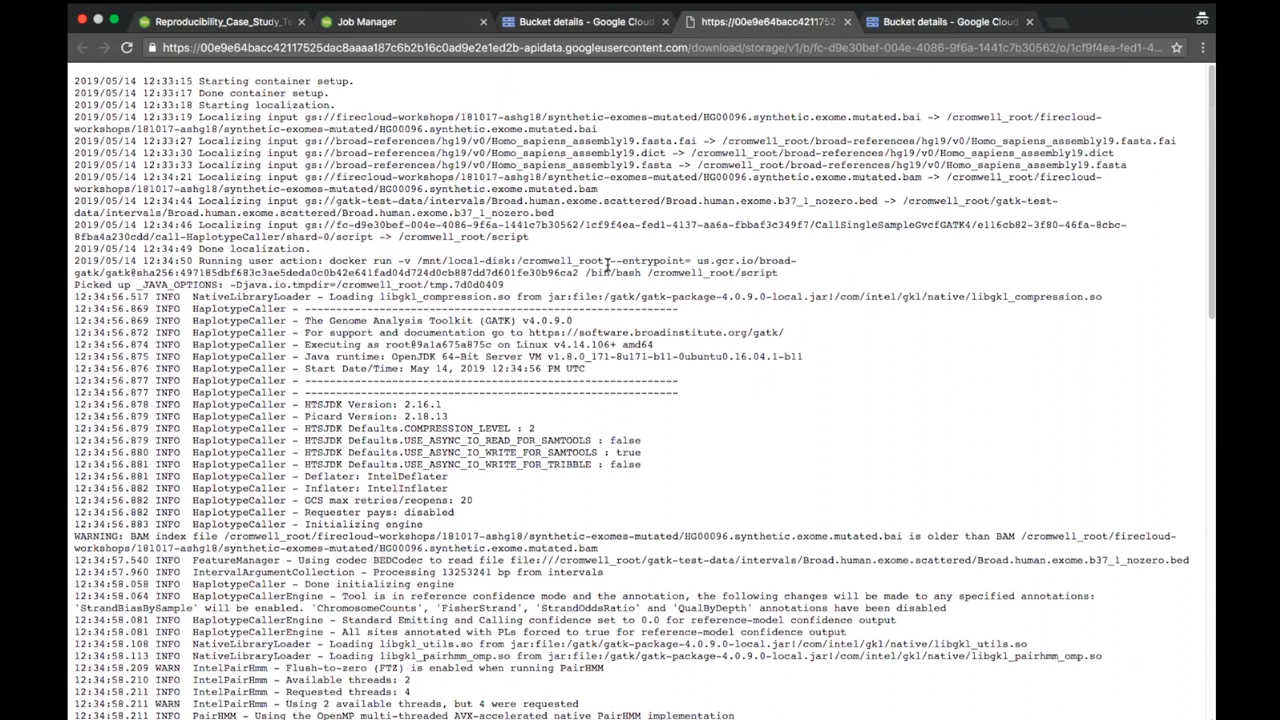 Reproducibility_Case_Study_Te
Job Manager
Bucket details - Google Cloud
https://00e9e64bacc42117525
Bucket details - Google Cloud
https://00e9e64bacc42117525dac8aaaa187c6b2b16c0ad9e2e1ed2b-apidata.googleusercontent.com/download/storage/v1/b/fc-d9e30bef-004e-4086-9f6a-1441c7b30562/o/1cf9f4ea-fed1-4...
2019/05/14 12:33:15 Starting container setup.
2019/05/14 12:33:17 Done container setup.
2019/05/14 12:33:18 Starting localization.
2019/05/14 12:33:19 Localizing input gs://firecloud-workshops/181017-ashg18/synthetic-exomes-mutated/HG00096.synthetic.exome.mutated.bai -> /cromwell_root/firecloud-
workshops/181017-ashg18/synthetic-exomes-mutated/HG00096.synthetic.exome.mutated.bai
2019/05/14 12:33:27 Localizing input gs://broad-references/hg19/v0/Homo_sapiens_assembly19.fasta.fai -> /cromwell_root/broad-references/hg19/v0/Homo_sapiens_assembly19.fasta.fai
2019/05/14 12:33:30 Localizing input gs://broad-references/hg19/v0/Homo_sapiens_assembly19.dict -> /cromwell_root/broad-references/hg19/v0/Homo_sapiens_assembly19.dict
2019/05/14 12:33:33 Localizing input gs://broad-references/hg19/v0/Homo_sapiens_assembly19.fasta -> /cromwell_root/broad-references/hg19/v0/Homo_sapiens_assembly19.fasta
2019/05/14 12:34:21 Localizing input gs://firecloud-workshops/181017-ashg18/synthetic-exomes-mutated/HG00096.synthetic.exome.mutated.bam -> /cromwell_root/firecloud-
workshops/181017-ashg18/synthetic-exomes-mutated/HG00096.synthetic.exome.mutated.bam
2019/05/14 12:34:44 Localizing input gs://gatk-test-data/intervals/Broad.human.exome.scattered/Broad.human.exome.b37_1_nozero.bed -> /cromwell_root/gatk-test-
data/intervals/Broad.human.exome.scattered/Broad.human.exome.b37_1_nozero.bed
2019/05/14 12:34:46 Localizing input gs://fc-d9e30bef-004e-4086-9f6a-1441c7b30562/1cf9f4ea-fed1-4137-aa6a-fbbaf3c349f7/CallSingleSampleGvcfGATK4/e116cb82-3f80-46fa-8cbc-
8fba4a230cdd/call-HaplotypeCaller/shard-0/script -> /cromwell_root/script
2019/05/14 12:34:49 Done localization.
2019/05/14 12:34:50 Running user action: docker run -v /mnt/local-disk:/cromwell_root --entrypoint= us.gcr.io/broad-
gatk/gatk@sha256:497185dbf683c3ae5deda0c42e641fad04d724d0cb887dd7d601fe30b96ca2 /bin/bash /cromwell_root/script
Picked up _JAVA_OPTIONS: -Djava.io.tmpdir=/cromwell_root/tmp.7d0d0409
12:34:56.517 INFO  NativeLibraryLoader - Loading libgkl_compression.so from jar:file:/gatk/gatk-package-4.0.9.0-local.jar!/com/intel/gkl/native/libgkl_compression.so
12:34:56.869 INFO  HaplotypeCaller - ------------------------------------------------------------
12:34:56.869 INFO  HaplotypeCaller - The Genome Analysis Toolkit (GATK) v4.0.9.0
12:34:56.872 INFO  HaplotypeCaller - For support and documentation go to https://software.broadinstitute.org/gatk/
12:34:56.874 INFO  HaplotypeCaller - Executing as root@9a1a675a875c on Linux v4.14.106+ amd64
12:34:56.875 INFO  HaplotypeCaller - Java runtime: OpenJDK 64-Bit Server VM v1.8.0_171-8u171-b11-0ubuntu0.16.04.1-b11
12:34:56.876 INFO  HaplotypeCaller - Start Date/Time: May 14, 2019 12:34:56 PM UTC
12:34:56.877 INFO  HaplotypeCaller - ------------------------------------------------------------
12:34:56.877 INFO  HaplotypeCaller - ------------------------------------------------------------
12:34:56.878 INFO  HaplotypeCaller - HTSJDK Version: 2.16.1
12:34:56.879 INFO  HaplotypeCaller - Picard Version: 2.18.13
12:34:56.879 INFO  HaplotypeCaller - HTSJDK Defaults.COMPRESSION_LEVEL : 2
12:34:56.879 INFO  HaplotypeCaller - HTSJDK Defaults.USE_ASYNC_IO_READ_FOR_SAMTOOLS : false
12:34:56.880 INFO  HaplotypeCaller - HTSJDK Defaults.USE_ASYNC_IO_WRITE_FOR_SAMTOOLS : true
12:34:56.881 INFO  HaplotypeCaller - HTSJDK Defaults.USE_ASYNC_IO_WRITE_FOR_TRIBBLE : false
12:34:56.881 INFO  HaplotypeCaller - Deflater: IntelDeflater
12:34:56.882 INFO  HaplotypeCaller - Inflater: IntelInflater
12:34:56.882 INFO  HaplotypeCaller - GCS max retries/reopens: 20
12:34:56.882 INFO  HaplotypeCaller - Requester pays: disabled
12:34:56.883 INFO  HaplotypeCaller - Initializing engine
WARNING: BAM index file /cromwell_root/firecloud-workshops/181017-ashg18/synthetic-exomes-mutated/HG00096.synthetic.exome.mutated.bai is older than BAM /cromwell_root/firecloud-
workshops/181017-ashg18/synthetic-exomes-mutated/HG00096.synthetic.exome.mutated.bam
12:34:57.540 INFO  FeatureManager - Using codec BEDCodec to read file file:///cromwell_root/gatk-test-data/intervals/Broad.human.exome.scattered/Broad.human.exome.b37_1_nozero.bed
12:34:57.960 INFO  IntervalArgumentCollection - Processing 13253241 bp from intervals
12:34:58.058 INFO  HaplotypeCaller - Done initializing engine
12:34:58.064 INFO  HaplotypeCallerEngine - Tool is in reference confidence mode and the annotation, the following changes will be made to any specified annotations:
'StrandBiasBySample' will be enabled. 'ChromosomeCounts', 'FisherStrand', 'StrandOddsRatio' and 'QualByDepth' annotations have been disabled
12:34:58.081 INFO  HaplotypeCallerEngine - Standard Emitting and Calling confidence set to 0.0 for reference-model confidence output
12:34:58.081 INFO  HaplotypeCallerEngine - All sites annotated with PLs forced to true for reference-model confidence output
12:34:58.108 INFO  NativeLibraryLoader - Loading libgkl_utils.so from jar:file:/gatk/gatk-package-4.0.9.0-local.jar!/com/intel/gkl/native/libgkl_utils.so
12:34:58.113 INFO  NativeLibraryLoader - Loading libgkl_pairhmm_omp.so from jar:file:/gatk/gatk-package-4.0.9.0-local.jar!/com/intel/gkl/native/libgkl_pairhmm_omp.so
12:34:58.209 WARN  IntelPairHmm - Flush-to-zero (FTZ) is enabled when running PairHMM
12:34:58.210 INFO  IntelPairHmm - Available threads: 2
12:34:58.211 INFO  IntelPairHmm - Requested threads: 4
12:34:58.211 WARN  IntelPairHmm - Using 2 available threads, but 4 were requested
12:34:58.211 INFO  PairHMM - Using the OpenMP multi-threaded AVX-accelerated native PairHMM implementation